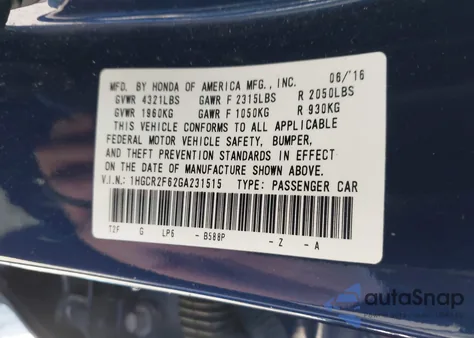 MFD. BY HONDA OF AMERICA MFG., INC. 06/'16
GVWR 4321LBS GAWR F 2315LBS R 2050LBS
GVWR 1960KG GAWR F 1050KG R 930KG
THIS VEHICLE CONFORMS TO ALL APPLICABLE
FEDERAL MOTOR VEHICLE SAFETY, BUMPER,
AND THEFT PREVENTION STANDARDS IN EFFECT
ON THE DATE OF MANUFACTURE SHOWN ABOVE.
V.I.N.: 1HGCR2F62GA231515 TYPE: PASSENGER CAR
T2F G LP6 - B588P - Z - A
autoSnap